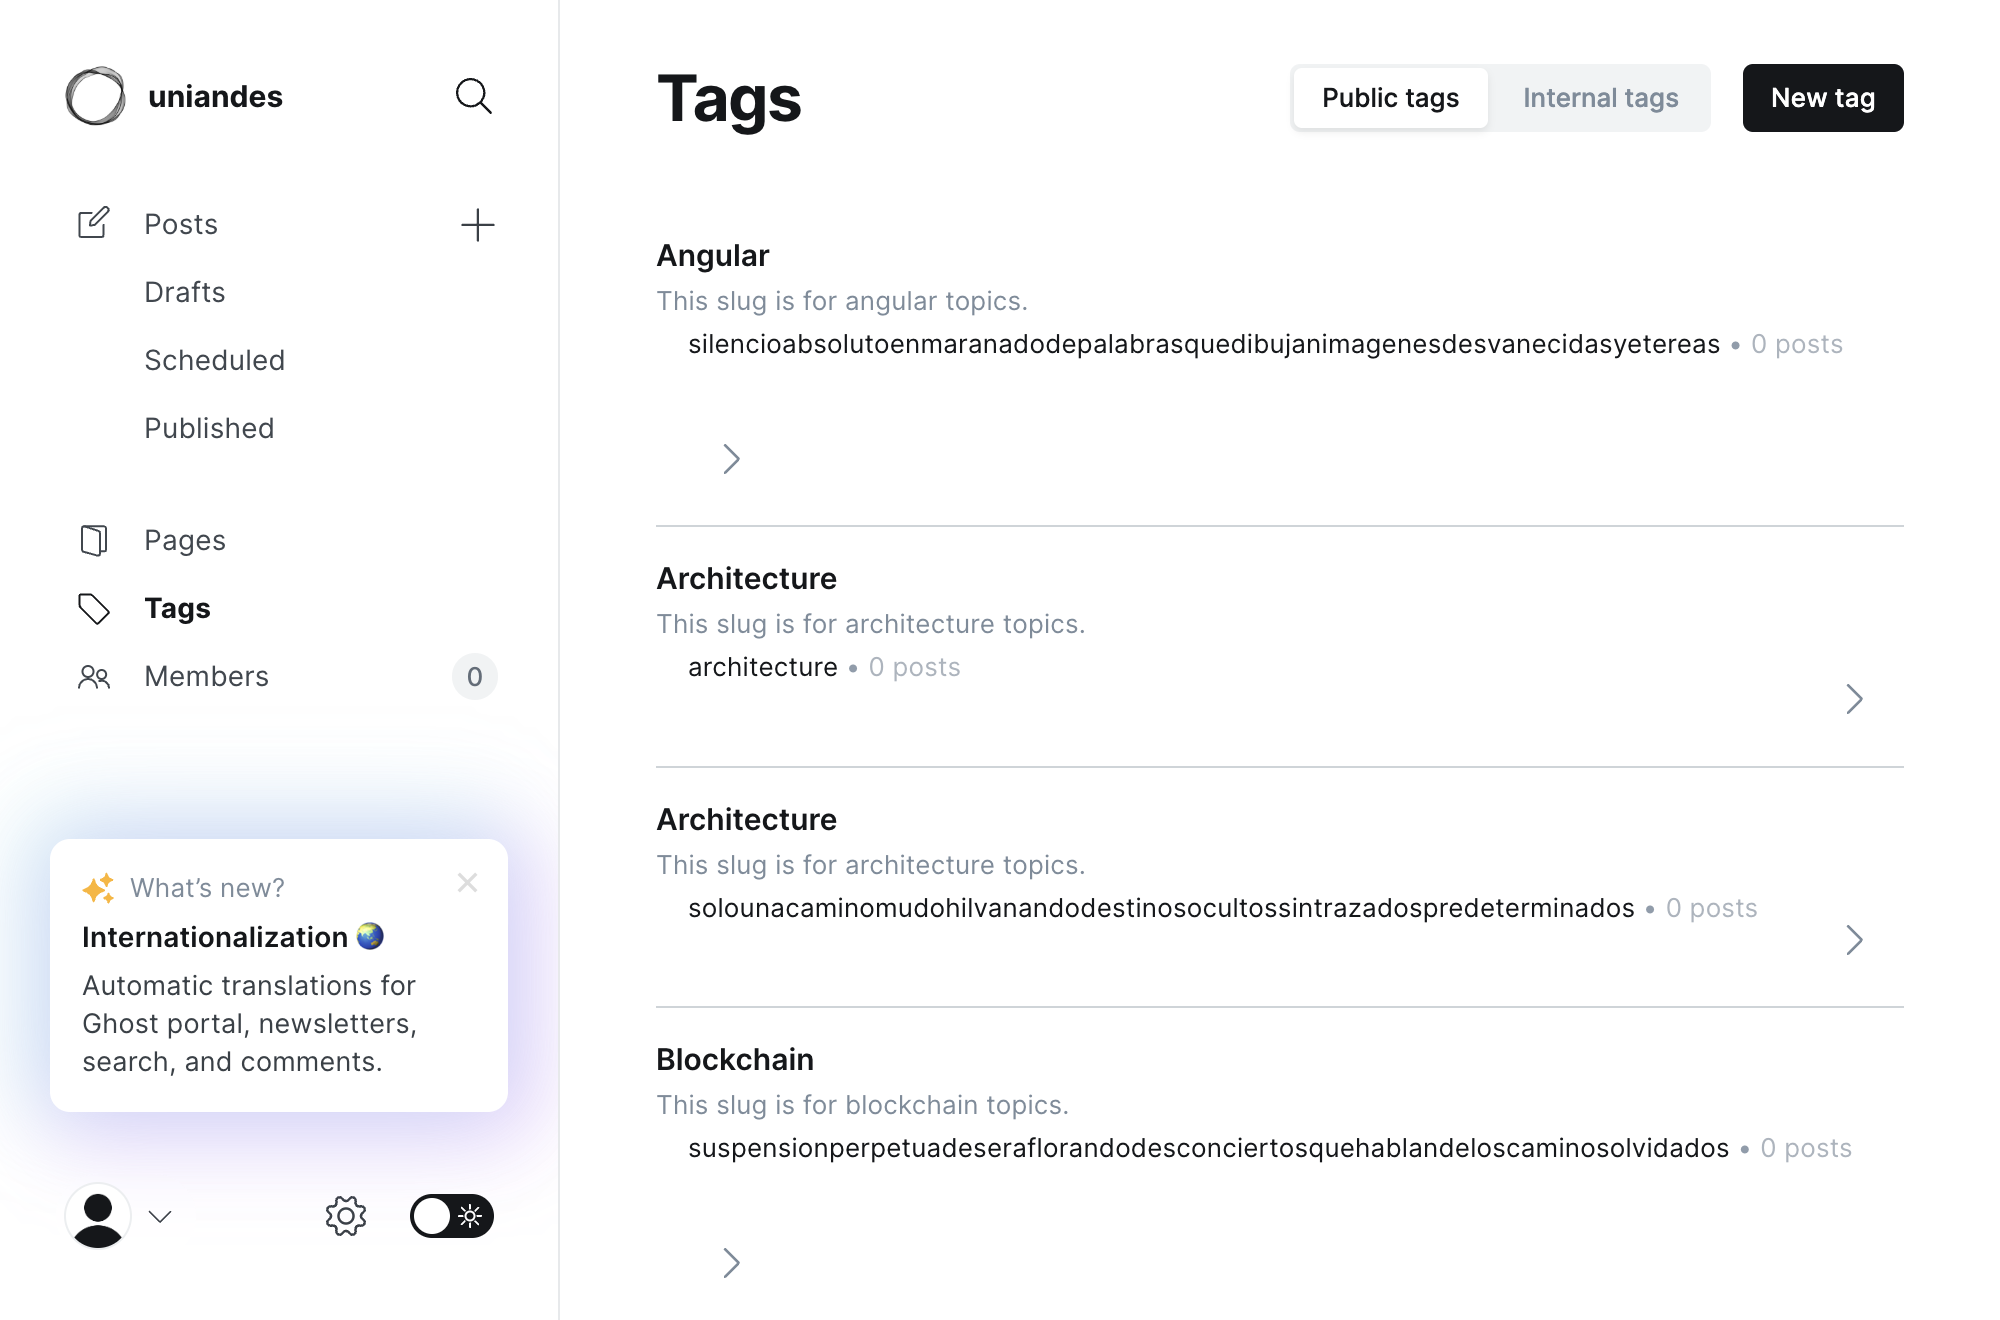 uniandes
Posts
Drafts
Scheduled
Published
Pages
Tags
Members
0
What’s new?
Internationalization
Automatic translations for
Ghost portal, newsletters,
search, and comments.
Tags
Public tags
Internal tags
New tag
Angular
This slug is for angular topics.
silencioabsolutoenmaranadodepalabrasquedibujanimagenesdesvanecidasyetereas • 0 posts
Architecture
This slug is for architecture topics.
architecture • 0 posts
Architecture
This slug is for architecture topics.
solounacaminomudohilvanandodestinosocultossintrazadospredeterminados • 0 posts
Blockchain
This slug is for blockchain topics.
suspensionperpetuadeseraflorandodesconciertosquehablandeloscaminosolvidados • 0 posts